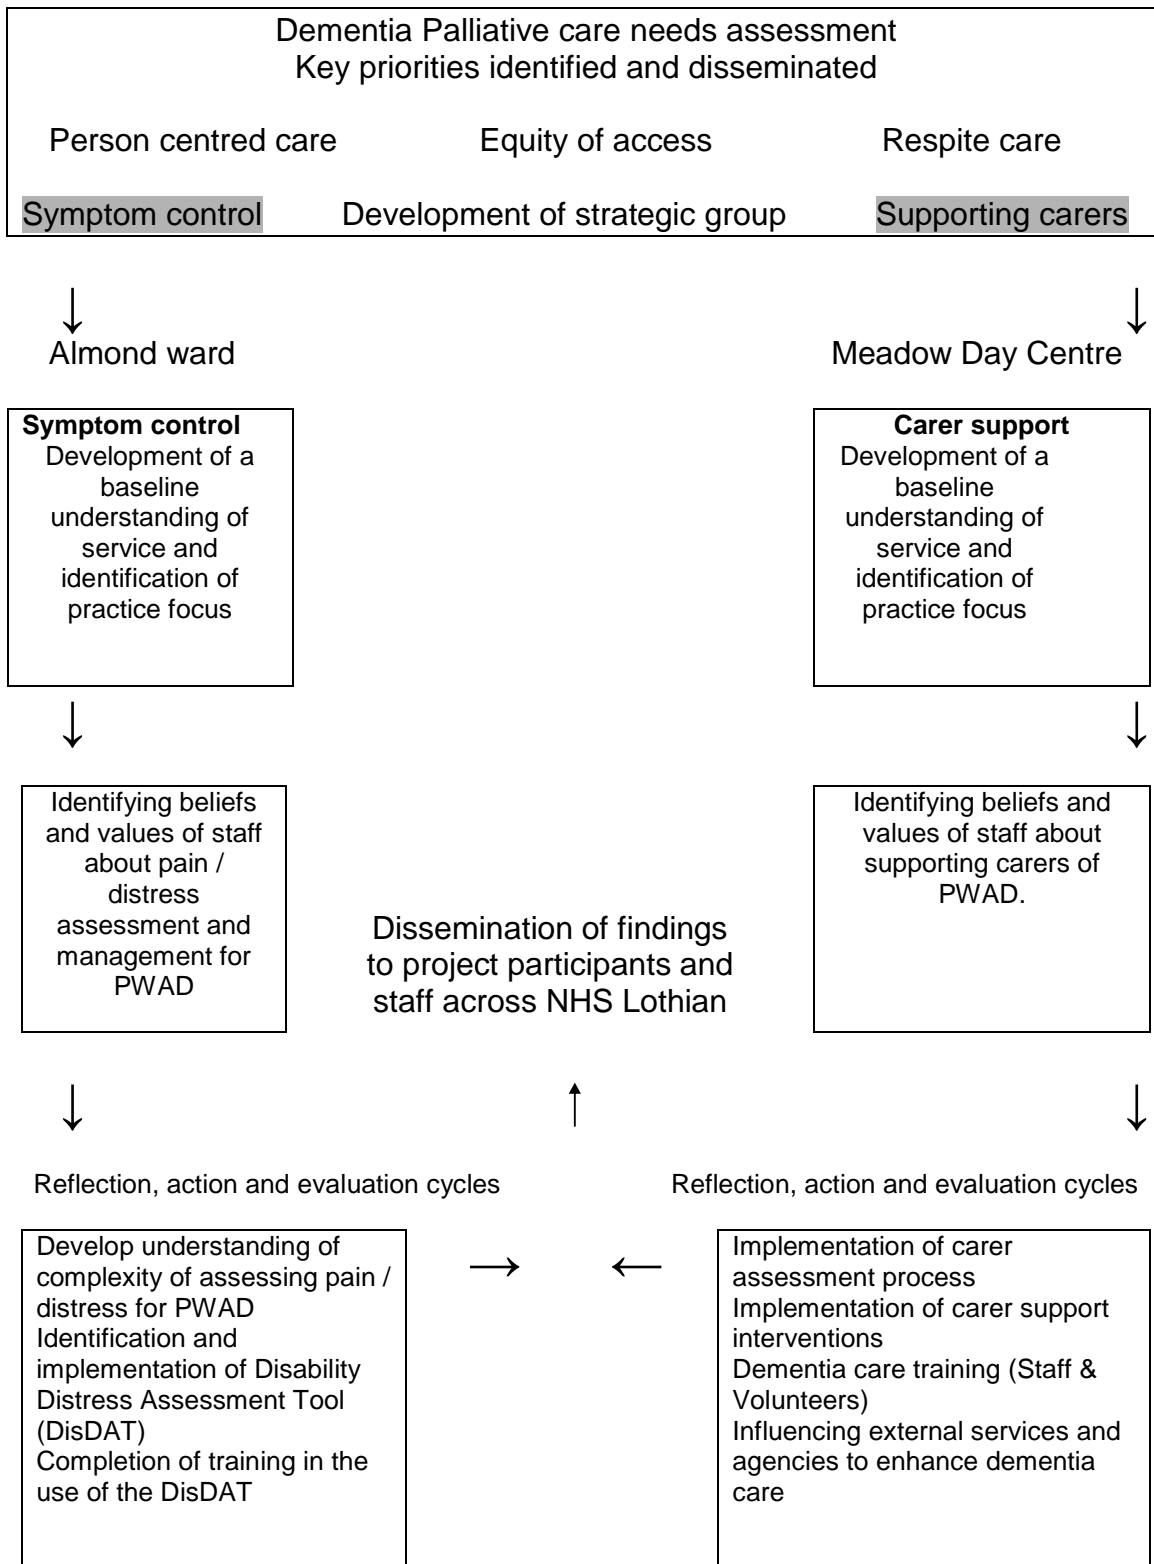 Dementia Palliative care needs assessment
Key priorities identified and disseminated
Person centred care Equity of access Respite care
Symptom control Development of strategic group Supporting carers
↓ ↓
Almond ward Meadow Day Centre
Symptom control
Development of a
baseline
understanding of
service and
identification of
practice focus
Carer support
Development of a
baseline
understanding of
service and
identification of
practice focus
↓ ↓
Identifying beliefs
and values of staff
about pain /
distress
assessment and
management for
PWAD
Dissemination of findings
to project participants and
staff across NHS Lothian
Identifying beliefs and
values of staff about
supporting carers of
PWAD.
↓ ↑ ↓
Reflection, action and evaluation cycles Reflection, action and evaluation cycles
Develop understanding of
complexity of assessing pain /
distress for PWAD
Identification and
implementation of Disability
Distress Assessment Tool
(DisDAT)
Completion of training in the
use of the DisDAT
→ ←
Implementation of carer
assessment process
Implementation of carer support
interventions
Dementia care training (Staff &
Volunteers)
Influencing external services and
agencies to enhance dementia
care